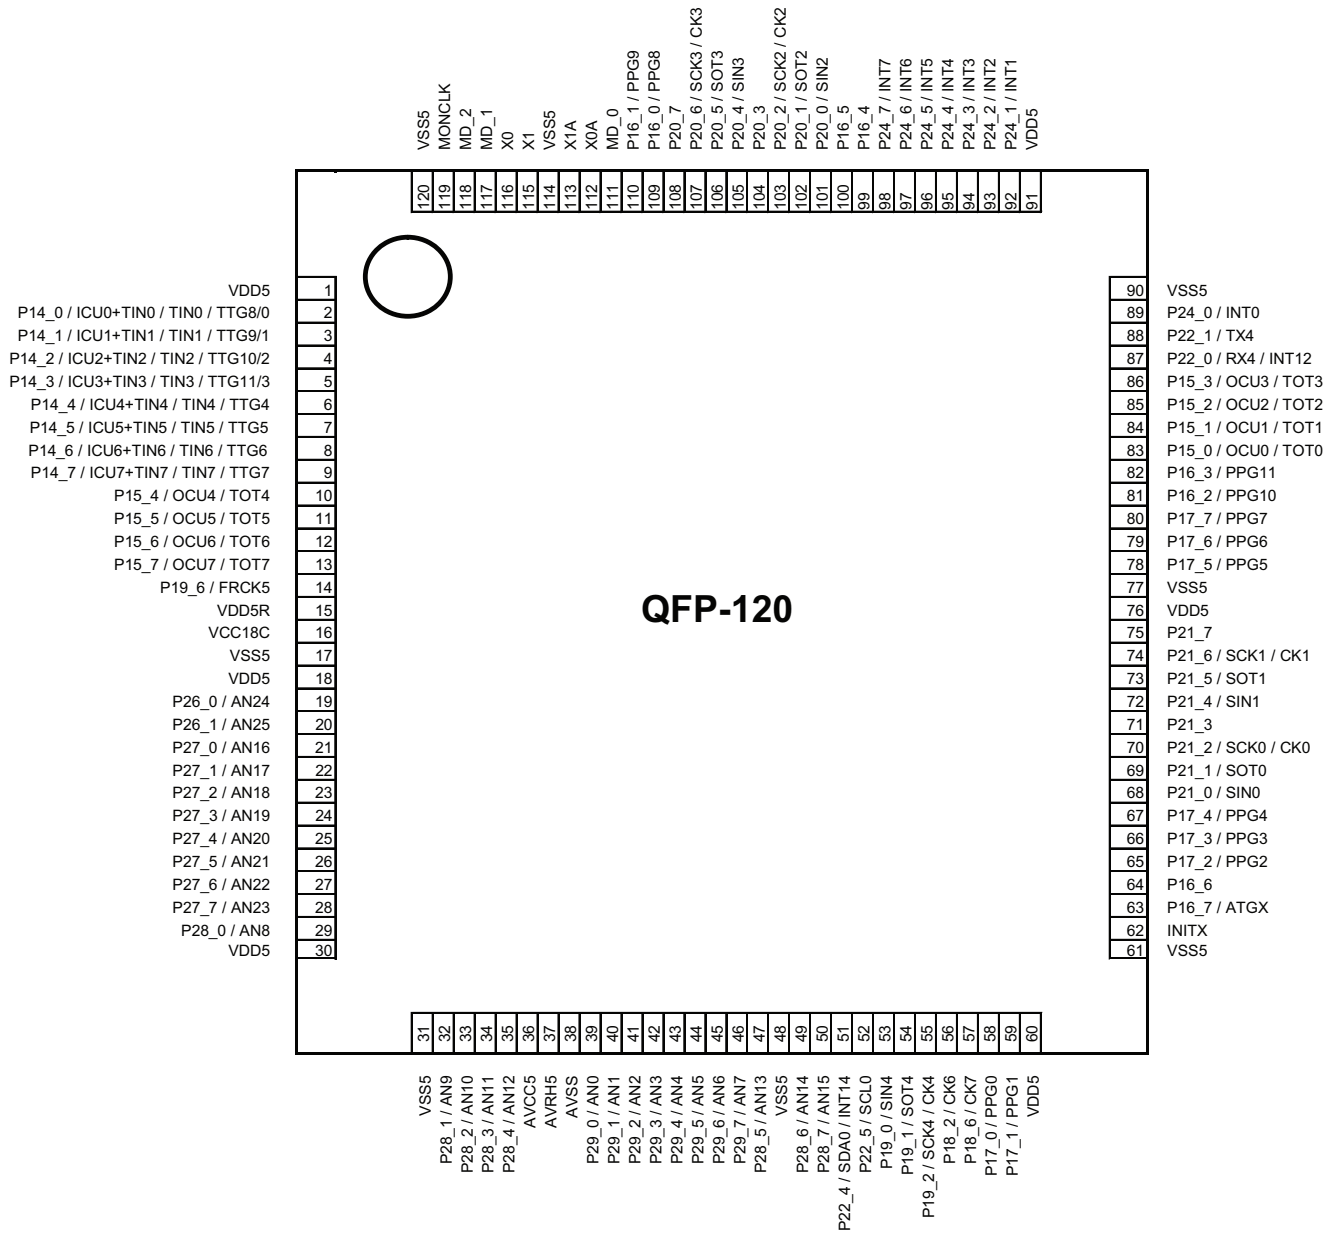 VSS5
MONCLK
MD_2
MD_1
X0
X1
VSS5
X1A
X0A
MD_0
P16_1 / PPG9
P16_0 / PPG8
P20_7
P20_6 / SCK3 / CK3
P20_5 / SOT3
P20_4 / SIN3
P20_3
P20_2 / SCK2 / CK2
P20_1 / SOT2
P20_0 / SIN2
P16_5
P16_4
P24_7 / INT7
P24_6 / INT6
P24_5 / INT5
P24_4 / INT4
P24_3 / INT3
P24_2 / INT2
P24_1 / INT1
VDD5
120
119
118
117
116
115
114
113
112
111
110
109
108
107
106
105
104
103
102
101
100
99
98
97
96
95
94
93
92
91
VDD5 1
P14_0 / ICU0+TIN0 / TIN0 / TTG8/0 2
P14_1 / ICU1+TIN1 / TIN1 / TTG9/1 3
P14_2 / ICU2+TIN2 / TIN2 / TTG10/2 4
P14_3 / ICU3+TIN3 / TIN3 / TTG11/3 5
P14_4 / ICU4+TIN4 / TIN4 / TTG4 6
P14_5 / ICU5+TIN5 / TIN5 / TTG5 7
P14_6 / ICU6+TIN6 / TIN6 / TTG6 8
P14_7 / ICU7+TIN7 / TIN7 / TTG7 9
P15_4 / OCU4 / TOT4 10
P15_5 / OCU5 / TOT5 11
P15_6 / OCU6 / TOT6 12
P15_7 / OCU7 / TOT7 13
P19_6 / FRCK5 14
VDD5R 15
VCC18C 16
VSS5 17
VDD5 18
P26_0 / AN24 19
P26_1 / AN25 20
P27_0 / AN16 21
P27_1 / AN17 22
P27_2 / AN18 23
P27_3 / AN19 24
P27_4 / AN20 25
P27_5 / AN21 26
P27_6 / AN22 27
P27_7 / AN23 28
P28_0 / AN8 29
VDD5 30
QFP-120
90 VSS5
89 P24_0 / INT0
88 P22_1 / TX4
87 P22_0 / RX4 / INT12
86 P15_3 / OCU3 / TOT3
85 P15_2 / OCU2 / TOT2
84 P15_1 / OCU1 / TOT1
83 P15_0 / OCU0 / TOT0
82 P16_3 / PPG11
81 P16_2 / PPG10
80 P17_7 / PPG7
79 P17_6 / PPG6
78 P17_5 / PPG5
77 VSS5
76 VDD5
75 P21_7
74 P21_6 / SCK1 / CK1
73 P21_5 / SOT1
72 P21_4 / SIN1
71 P21_3
70 P21_2 / SCK0 / CK0
69 P21_1 / SOT0
68 P21_0 / SIN0
67 P17_4 / PPG4
66 P17_3 / PPG3
65 P17_2 / PPG2
64 P16_6
63 P16_7 / ATGX
62 INITX
61 VSS5
31
32
33
34
35
36
37
38
39
40
41
42
43
44
45
46
47
48
49
50
51
52
53
54
55
56
57
58
59
60
VSS5
P28_1 / AN9
P28_2 / AN10
P28_3 / AN11
P28_4 / AN12
AVCC5
AVRH5
AVSS
P29_0 / AN0
P29_1 / AN1
P29_2 / AN2
P29_3 / AN3
P29_4 / AN4
P29_5 / AN5
P29_6 / AN6
P29_7 / AN7
P28_5 / AN13
VSS5
P28_6 / AN14
P28_7 / AN15
P22_4 / SDA0 / INT14
P22_5 / SCL0
P19_0 / SIN4
P19_1 / SOT4
P19_2 / SCK4 / CK4
P18_2 / CK6
P18_6 / CK7
P17_0 / PPG0
P17_1 / PPG1
VDD5